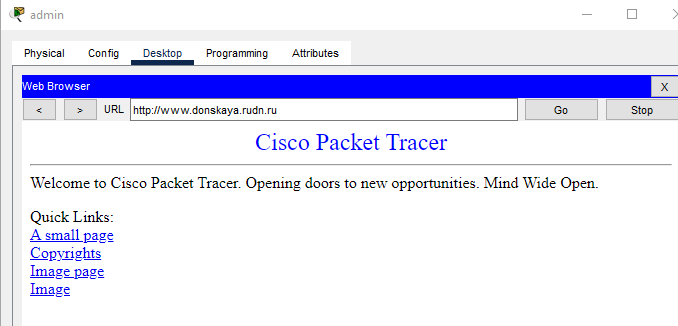 admin
Physical Config Desktop Programming Attributes
Web Browser X
< > URL http://www.donskaya.rudn.ru Go Stop
Cisco Packet Tracer
Welcome to Cisco Packet Tracer. Opening doors to new opportunities. Mind Wide Open.
Quick Links:
A small page
Copyrights
Image page
Image